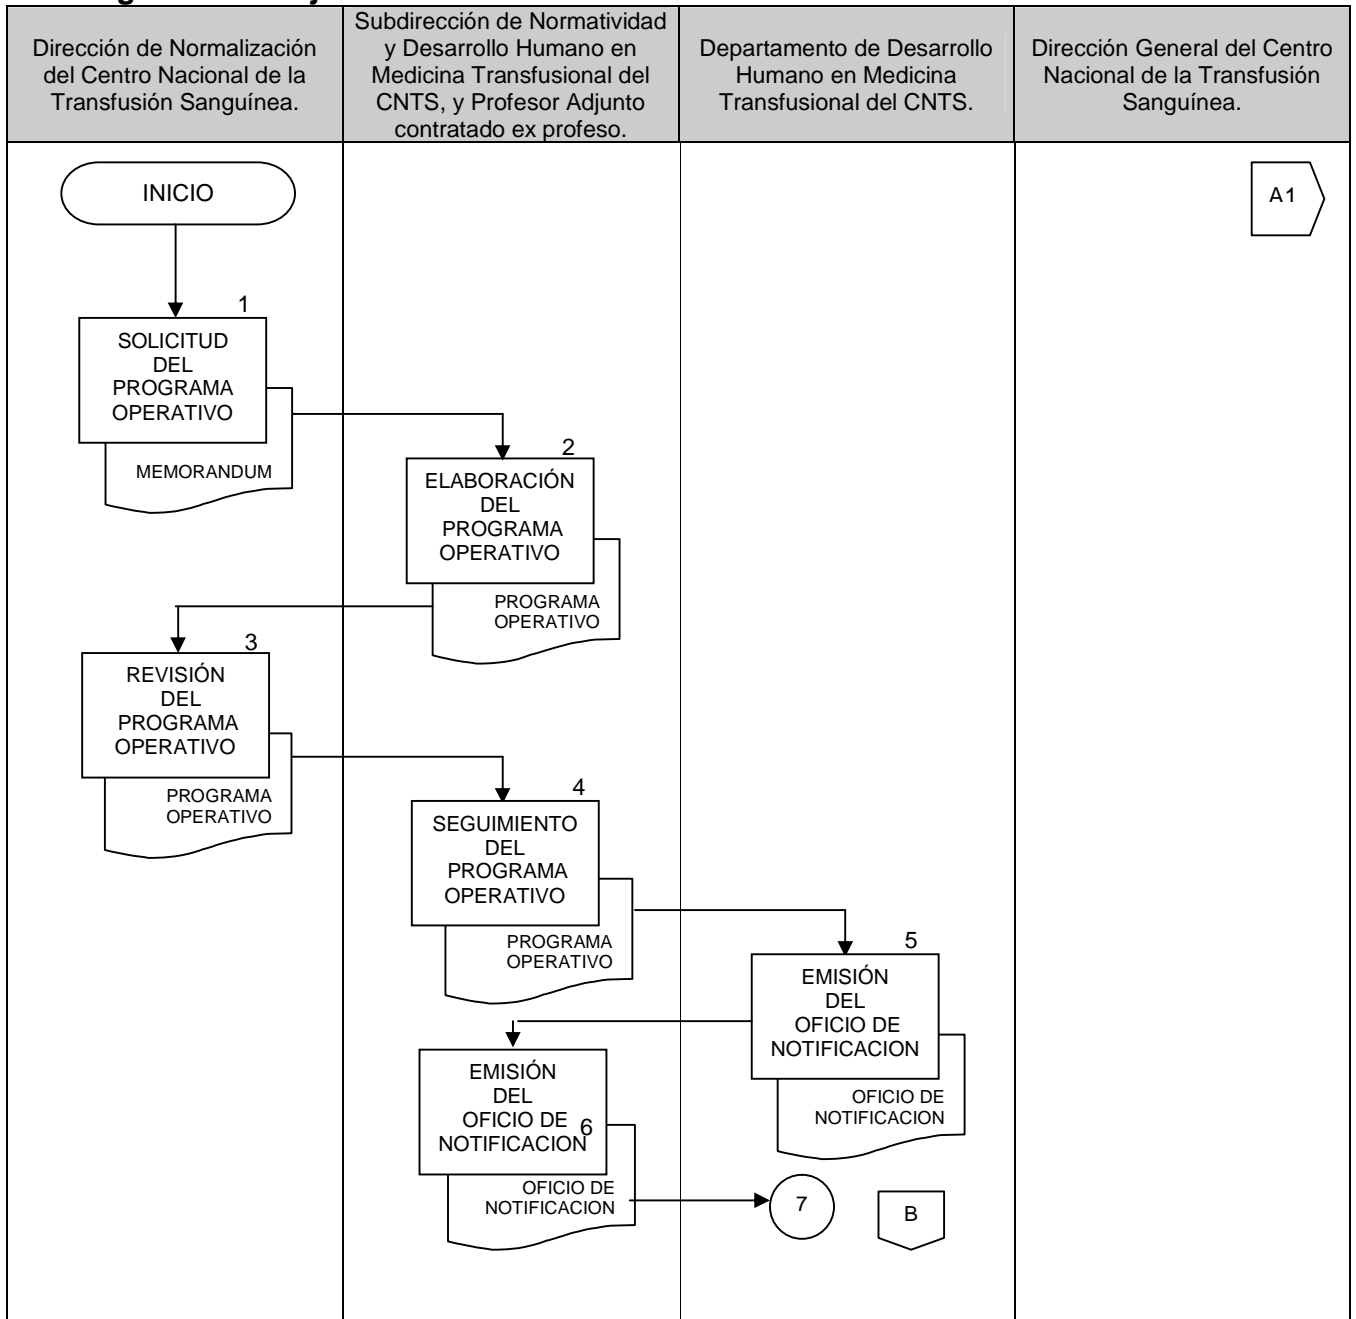 Dirección de Normalización
del Centro Nacional de la
Transfusión Sanguínea.
Subdirección de Normatividad
y Desarrollo Humano en
Medicina Transfusional del
CNTS, y Profesor Adjunto
contratado ex profeso.
Departamento de Desarrollo
Humano en Medicina
Transfusional del CNTS.
Dirección General del Centro
Nacional de la Transfusión
Sanguínea.
INICIO
A1
1
SOLICITUD
DEL
PROGRAMA
OPERATIVO
MEMORANDUM
2
ELABORACIÓN
DEL
PROGRAMA
OPERATIVO
PROGRAMA
OPERATIVO
3
REVISIÓN
DEL
PROGRAMA
OPERATIVO
PROGRAMA
OPERATIVO
4
SEGUIMIENTO
DEL
PROGRAMA
OPERATIVO
PROGRAMA
OPERATIVO
5
EMISIÓN
DEL
OFICIO DE
NOTIFICACION
OFICIO DE
NOTIFICACION
EMISIÓN
DEL
OFICIO DE
NOTIFICACION
6
OFICIO DE
NOTIFICACION
7
B